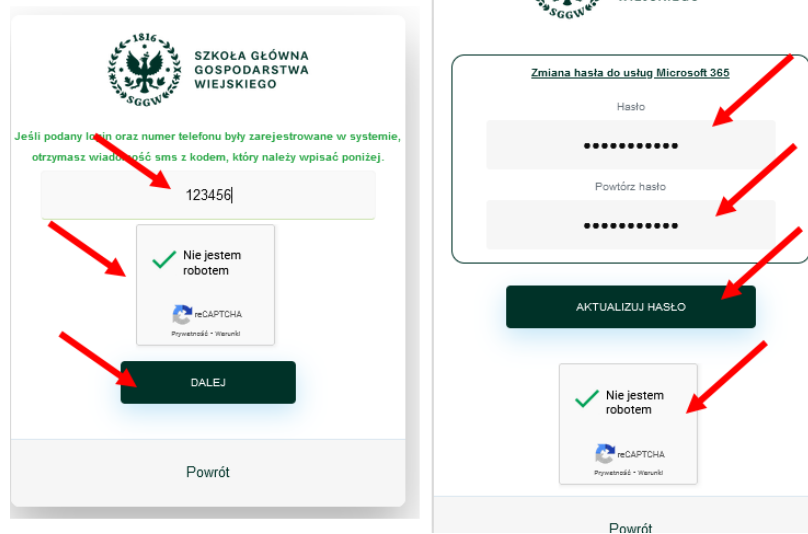 1816
SGGW
SZKOŁA GŁÓWNA
GOSPODARSTWA
WIEJSKIEGO
Jeśli podany login oraz numer telefonu były zarejestrowane w systemie,
otrzymasz wiadomość sms z kodem, który należy wpisać poniżej.
123456
Nie jestem
robotem
reCAPTCHA
Prywatność - Warunki
DALEJ
Powrót
SGGW
WIEJSKIEGO
Zmiana hasła do usług Microsoft 365
Hasło
Powtórz hasło
AKTUALIZUJ HASŁO
Nie jestem
robotem
reCAPTCHA
Prywatność - Warunki
Powrót